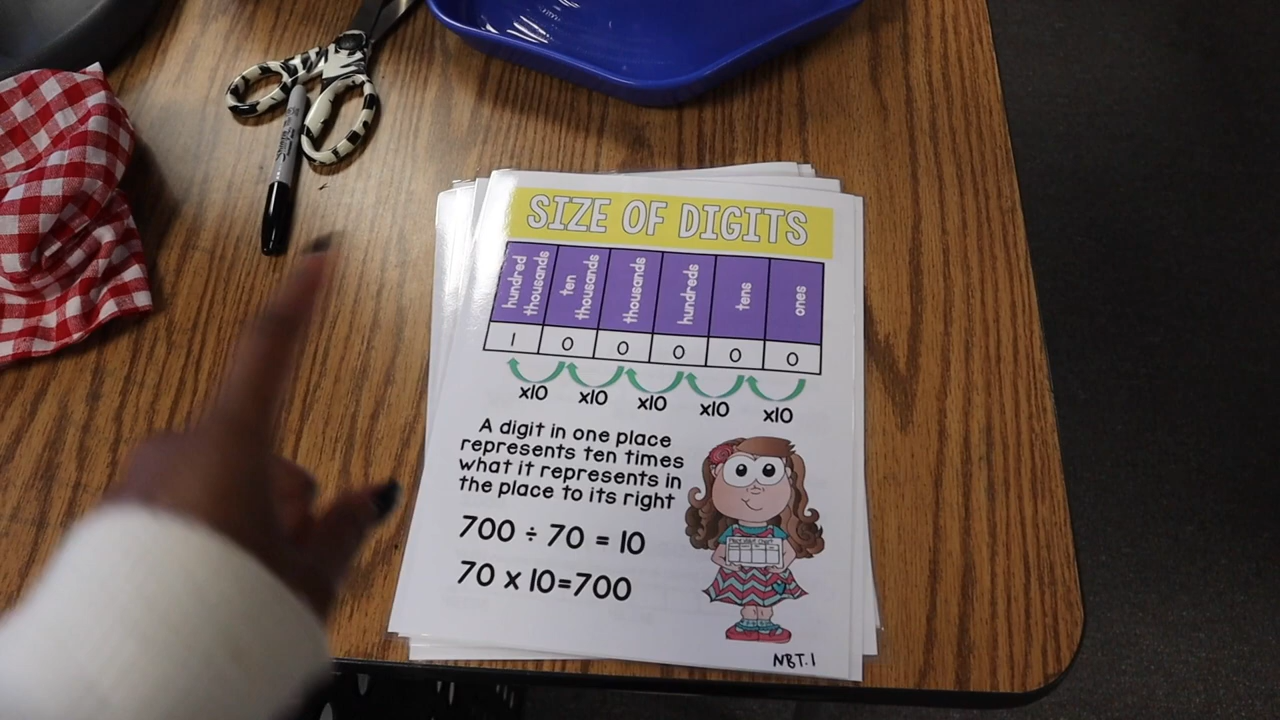 SIZE OF DIGITS
hundred thousands
ten thousands
thousands
hundreds
tens
ones
1 0 0 0 0 0
x10 x10 x10 x10 x10
A digit in one place
represents ten times
what it represents in
the place to its right
700 ÷ 70 = 10
70 x 10=700
NBT.1
Sharpie